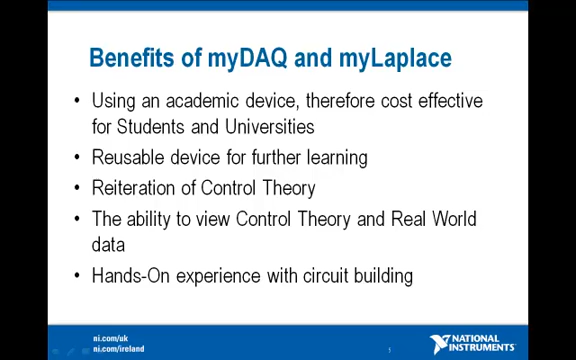 Benefits of myDAQ and myLaplace
• Using an academic device, therefore cost effective
for Students and Universities
• Reusable device for further learning
• Reiteration of Control Theory
• The ability to view Control Theory and Real World
data
• Hands-On experience with circuit building
ni.com/uk
ni.com/ireland
1
NATIONAL
INSTRUMENTS